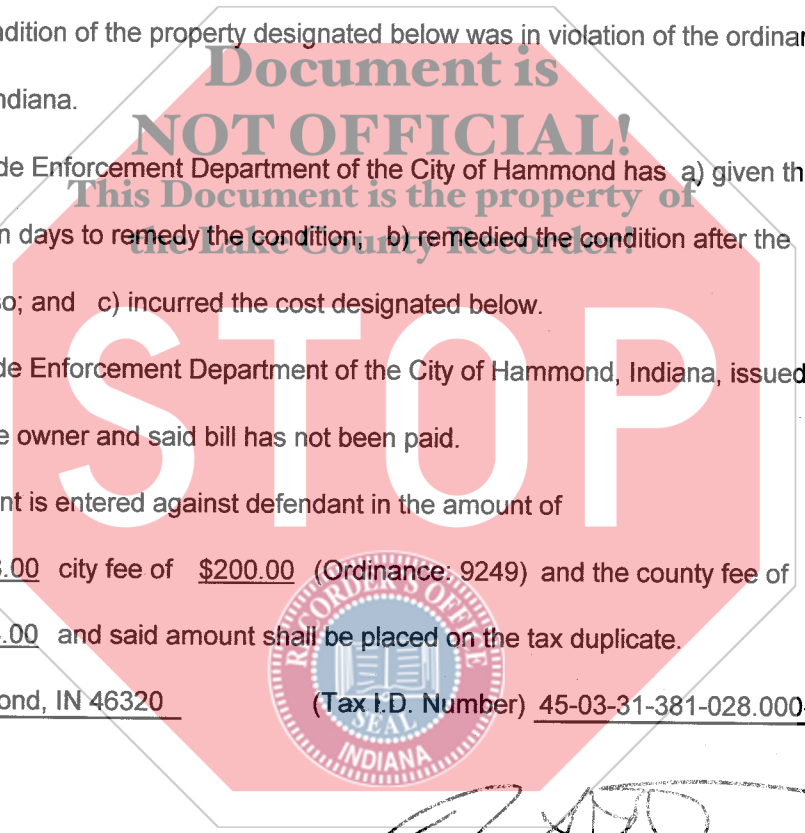 ndition of the property designated below was in violation of the ordinan
Document is
ndiana.
NOT OFFICIAL!
de Enforcement Department of the City of Hammond has a) given th
This Document is the property of
n days to remedy the condition; b) remedied the condition after the
the Lake County Recorder!
so; and c) incurred the cost designated below.
STOP
de Enforcement Department of the City of Hammond, Indiana, issued
e owner and said bill has not been paid.
nt is entered against defendant in the amount of
.00 city fee of $200.00 (Ordinance: 9249) and the county fee of
RECORDER'S OFFICE
.00 and said amount shall be placed on the tax duplicate.
ond, IN 46320 (Tax I.D. Number) 45-03-31-381-028.000-
SEAL
INDIANA